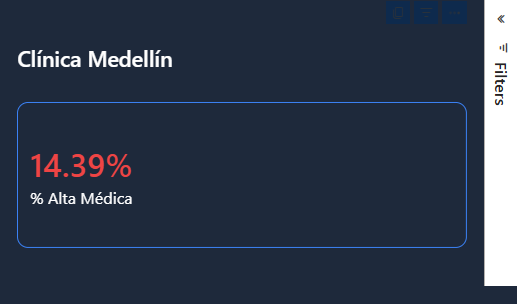 Clínica Medellín
14.39%
% Alta Médica
Filters